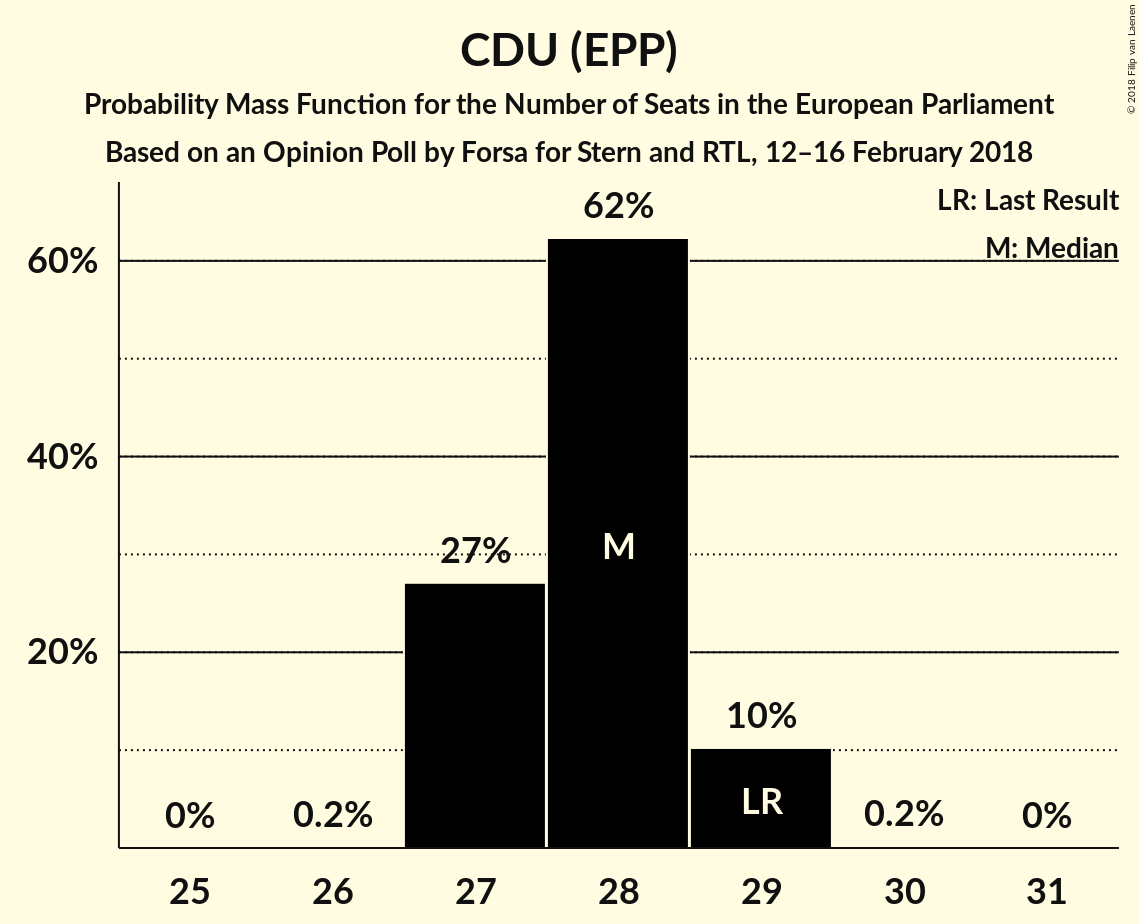 CDU (EPP)
Probability Mass Function for the Number of Seats in the European Parliament
Based on an Opinion Poll by Forsa for Stern and RTL, 12–16 February 2018
© 2018 Filip van Laenen
LR: Last Result
M: Median
62%
60%
40%
27%
M
20%
10%
LR
0%
0.2%
0.2%
0%
25 26 27 28 29 30 31